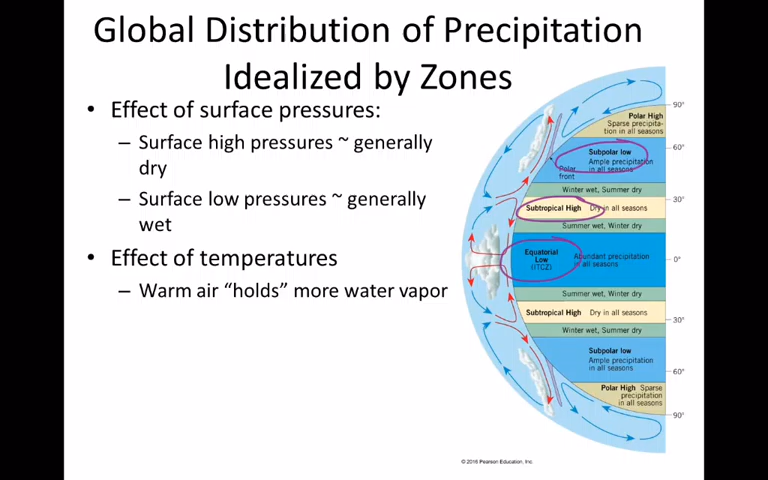 Global Distribution of Precipitation
Idealized by Zones
• Effect of surface pressures:
– Surface high pressures ~ generally
dry
– Surface low pressures ~ generally
wet
• Effect of temperatures
– Warm air “holds” more water vapor
90°
Polar High
Sparse precipita-
tion in all seasons
60°
Subpolar low
Ample precipitation
in all seasons
Polar
front
Winter wet, Summer dry
30°
Subtropical High Dry in all seasons
Summer wet, Winter dry
Equatorial
Low
(ITCZ)
Abundant precipitation
in all seasons
0°
Summer wet, Winter dry
Subtropical High Dry in all seasons
30°
Winter wet, Summer dry
Subpolar low
Ample precipitation
in all seasons
60°
Polar High Sparse
precipitation
in all seasons
90°
© 2016 Pearson Education, Inc